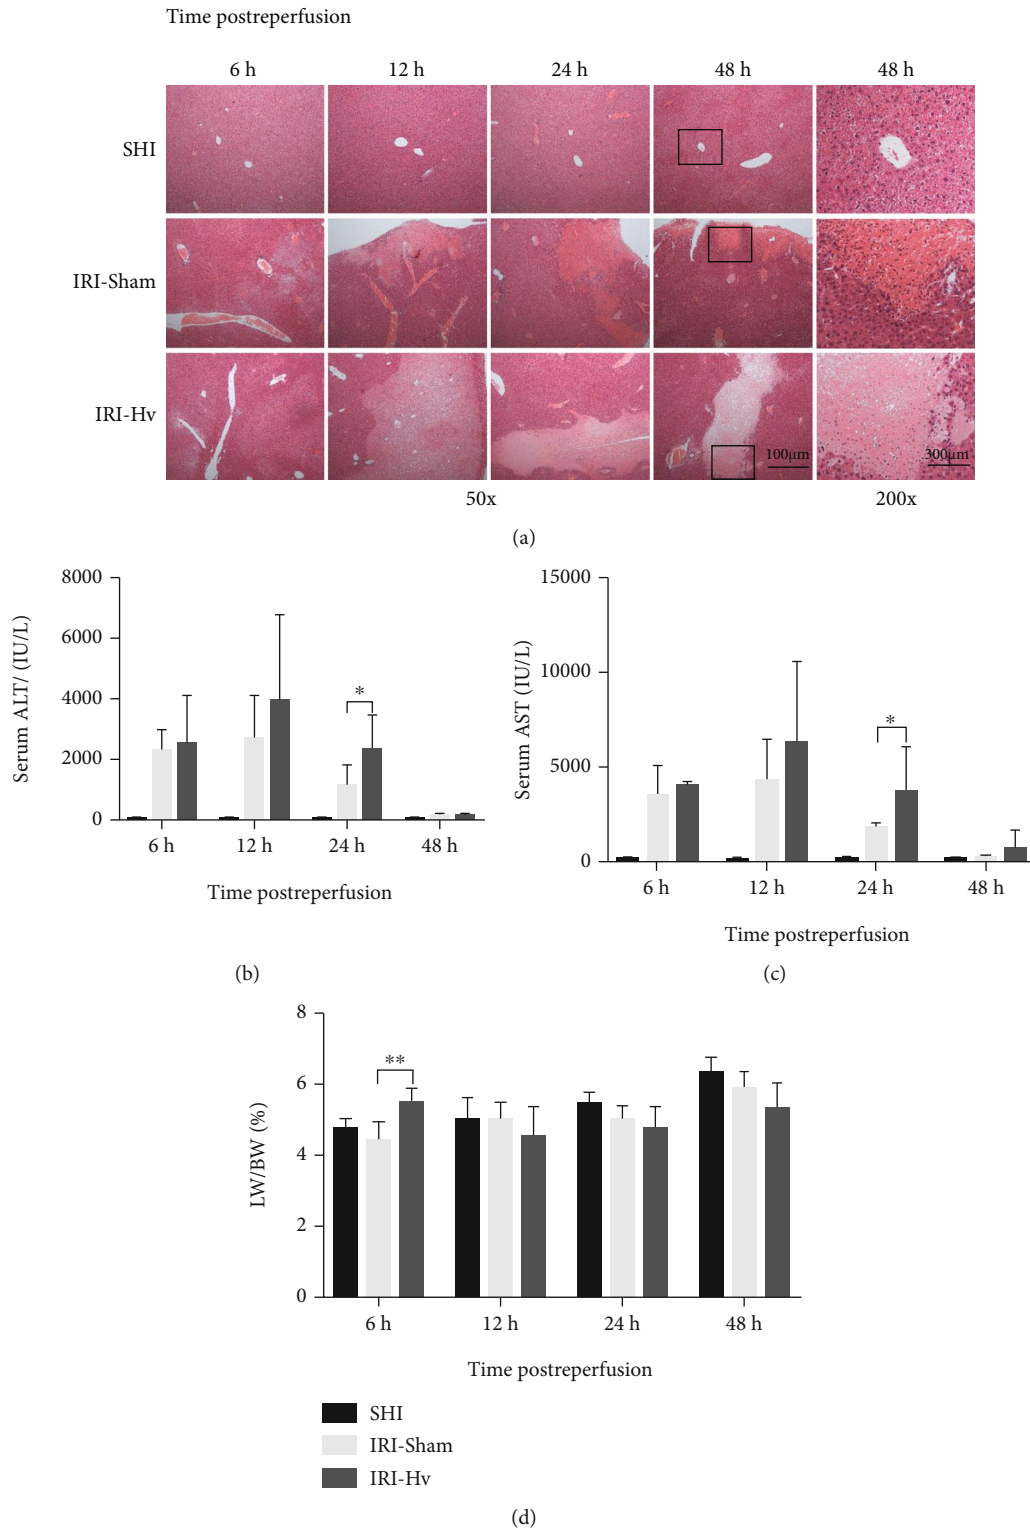 Time postreperfusion
6 h 12 h 24 h 48 h 48 h
SHI
IRI-Sham
IRI-Hv
100μm 300μm
50x 200x
(a)
8000
6000
4000
2000
0
Serum ALT/ (IU/L)
*
6 h 12 h 24 h 48 h
Time postreperfusion
(b)
15000
10000
5000
0
Serum AST (IU/L)
*
6 h 12 h 24 h 48 h
Time postreperfusion
(c)
8
6
4
2
0
LW/BW (%)
**
6 h 12 h 24 h 48 h
Time postreperfusion
SHI
IRI-Sham
IRI-Hv
(d)